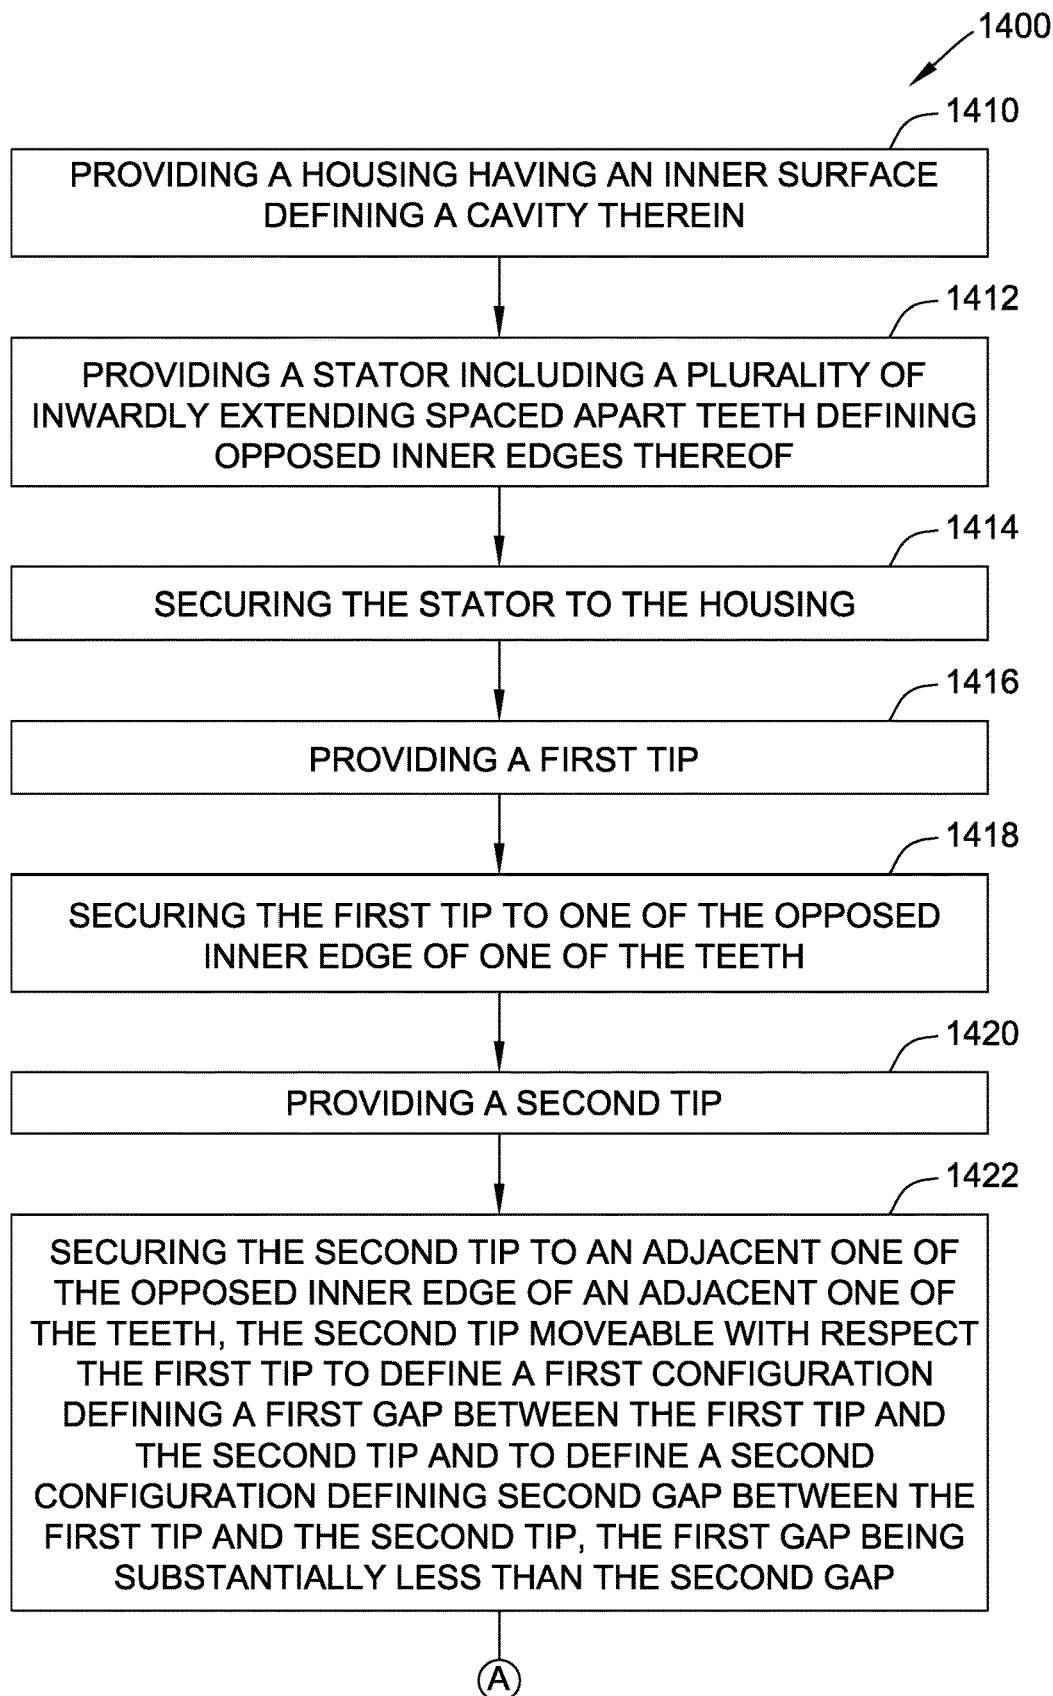 1400
1410
PROVIDING A HOUSING HAVING AN INNER SURFACE
DEFINING A CAVITY THEREIN
1412
PROVIDING A STATOR INCLUDING A PLURALITY OF
INWARDLY EXTENDING SPACED APART TEETH DEFINING
OPPOSED INNER EDGES THEREOF
1414
SECURING THE STATOR TO THE HOUSING
1416
PROVIDING A FIRST TIP
1418
SECURING THE FIRST TIP TO ONE OF THE OPPOSED
INNER EDGE OF ONE OF THE TEETH
1420
PROVIDING A SECOND TIP
1422
SECURING THE SECOND TIP TO AN ADJACENT ONE OF
THE OPPOSED INNER EDGE OF AN ADJACENT ONE OF
THE TEETH, THE SECOND TIP MOVEABLE WITH RESPECT
THE FIRST TIP TO DEFINE A FIRST CONFIGURATION
DEFINING A FIRST GAP BETWEEN THE FIRST TIP AND
THE SECOND TIP AND TO DEFINE A SECOND
CONFIGURATION DEFINING SECOND GAP BETWEEN THE
FIRST TIP AND THE SECOND TIP, THE FIRST GAP BEING
SUBSTANTIALLY LESS THAN THE SECOND GAP
A